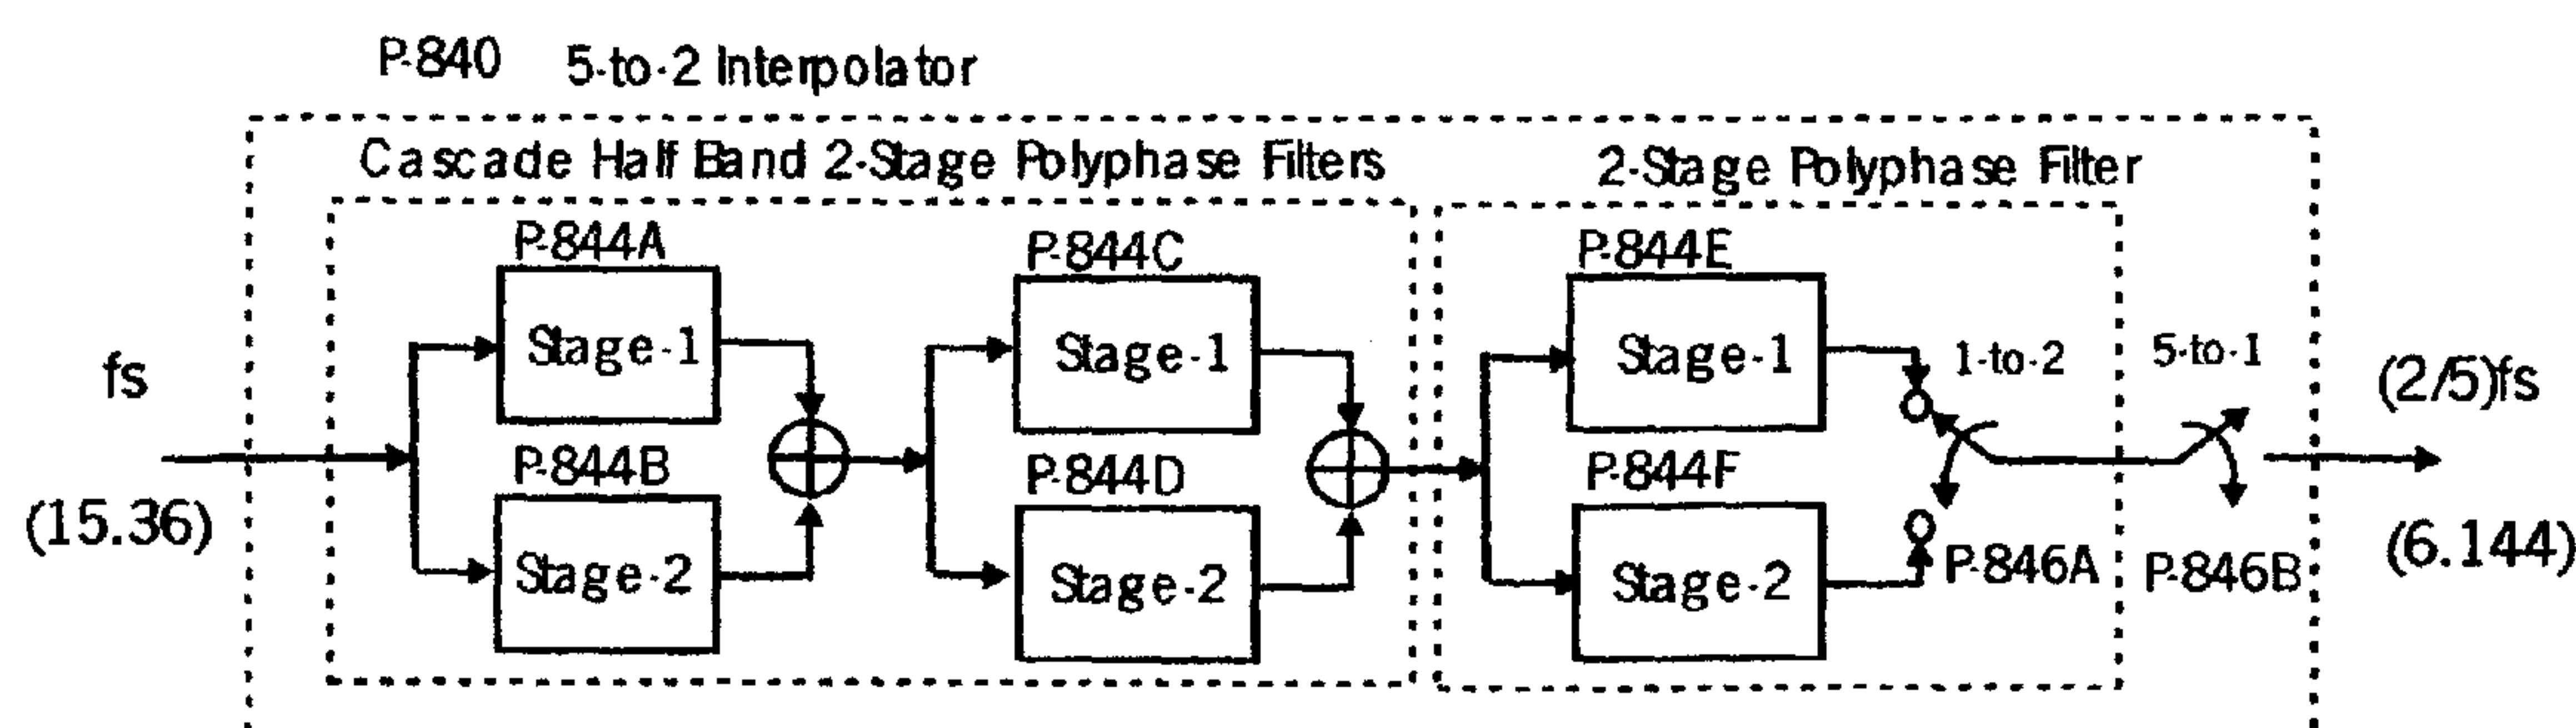 P-840 5-to-2 Interpolator
Cascade Half Band 2-Stage Polyphase Filters
2-Stage Polyphase Filter
P-844A
P-844C
P-844E
Stage-1
Stage-1
Stage-1
1-to-2
5-to-1
fs
(2/5)fs
P-844B
P-844D
P-844F
(15.36)
Stage-2
Stage-2
Stage-2
P-846A
P-846B
(6.144)